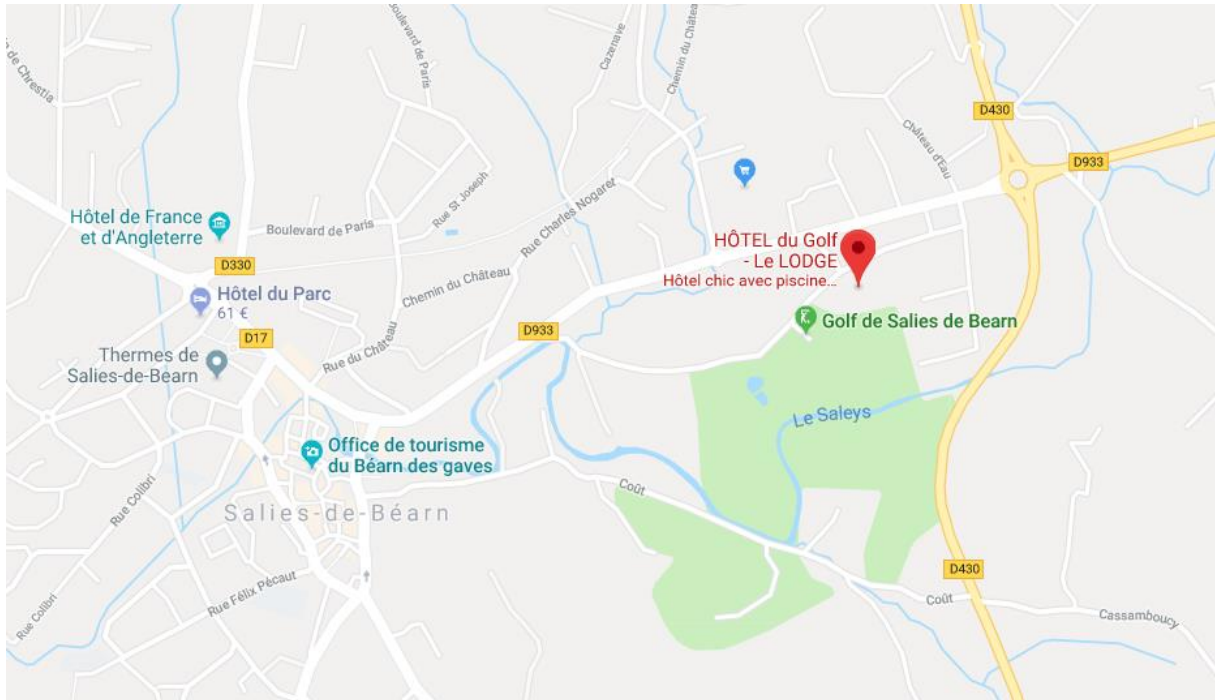 Boulevard de Paris
Cazenave
Chemin du Château
de Chrestia
D430
Château d'Eau
D933
Hôtel de France
et d'Angleterre
Boulevard de Paris
Rue St Joseph
Rue Charles Nogaret
HÔTEL du Golf
- Le LODGE
Hôtel chic avec piscine...
D330
Chemin du Château
Hôtel du Parc
61 €
D17
D933
Golf de Salies de Bearn
Thermes de
Salies-de-Bearn
Rue du Château
Le Saleys
Office de tourisme
du Béarn des gaves
Rue Colibri
Coût
Salies-de-Béarn
D430
Rue Félix Pécaut
Rue Colibri
Coût
Cassamboucy